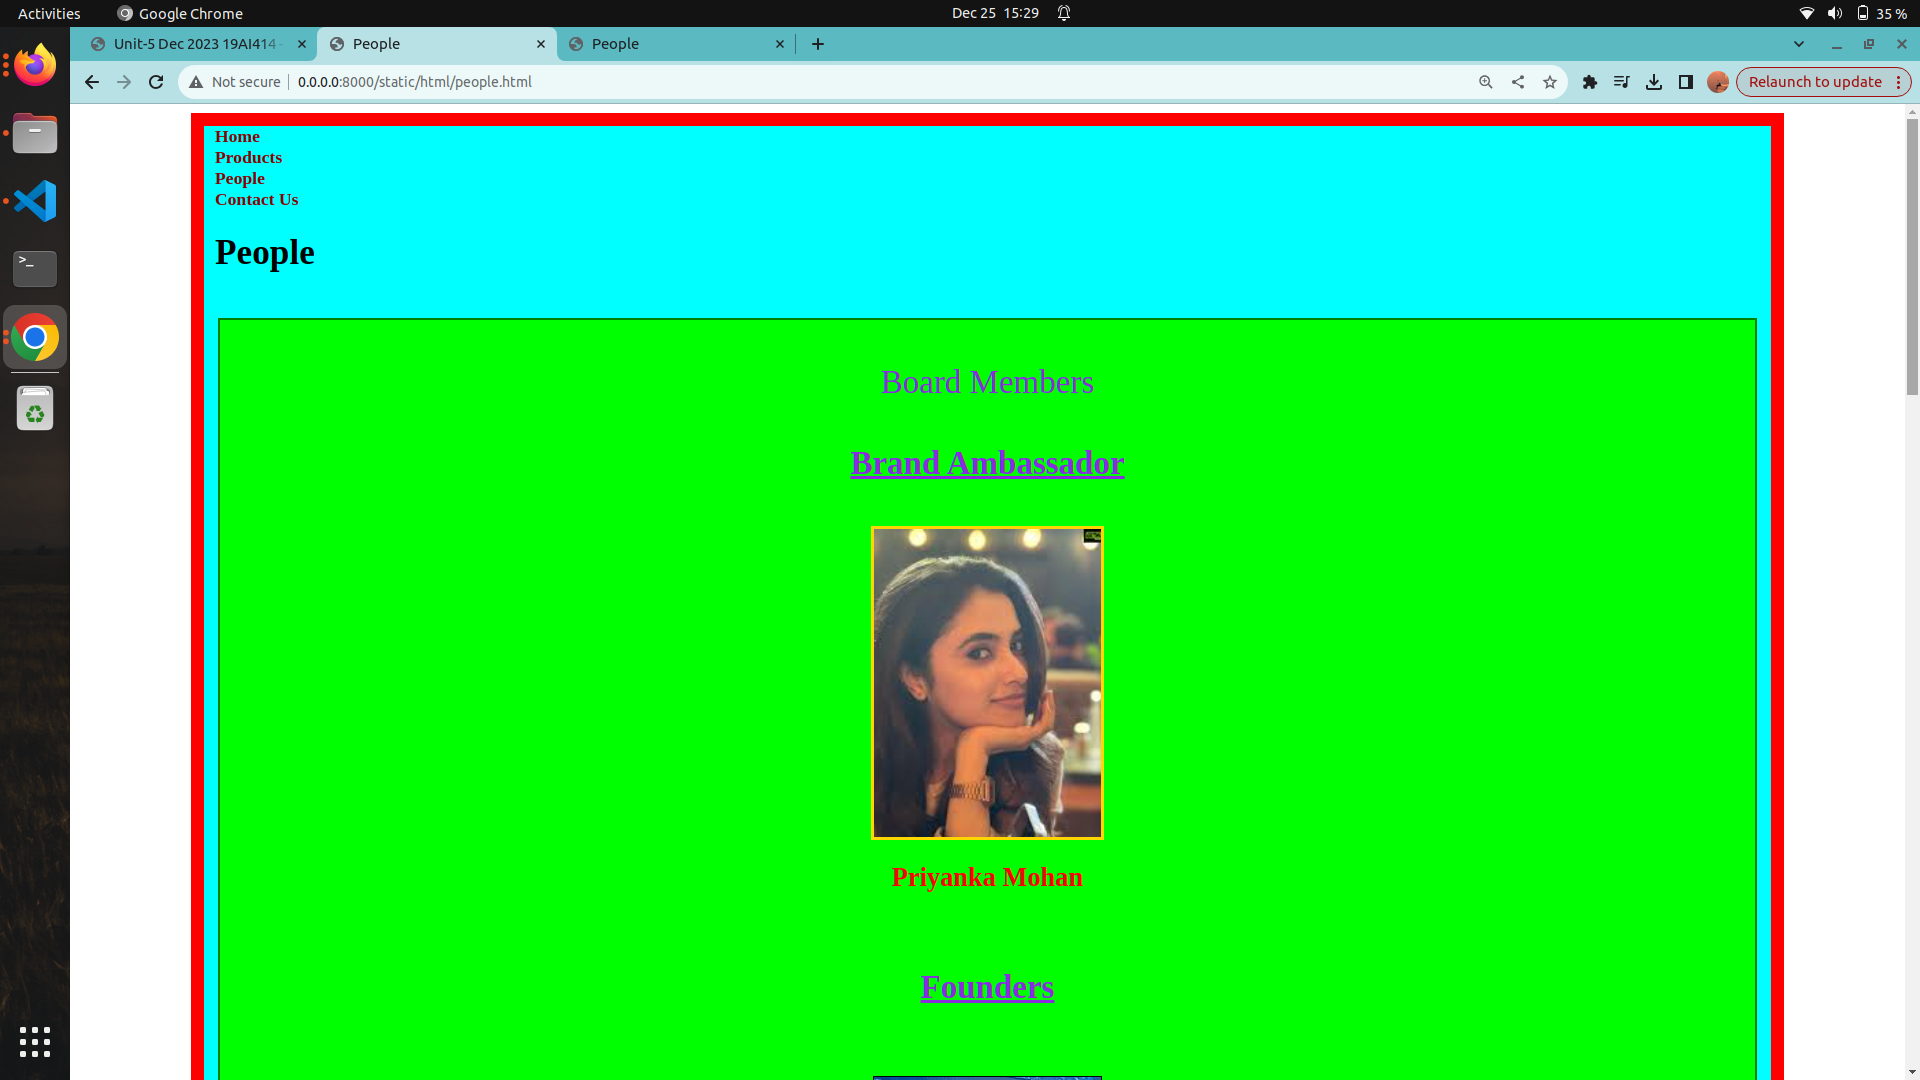 Activities
Google Chrome
Dec 25 15:29
35 %
Unit-5 Dec 2023 19AI414
People
People
Not secure
0.0.0.0:8000/static/html/people.html
Relaunch to update
Home
Products
People
Contact Us
People
Board Members
Brand Ambassador
Priyanka Mohan
Founders